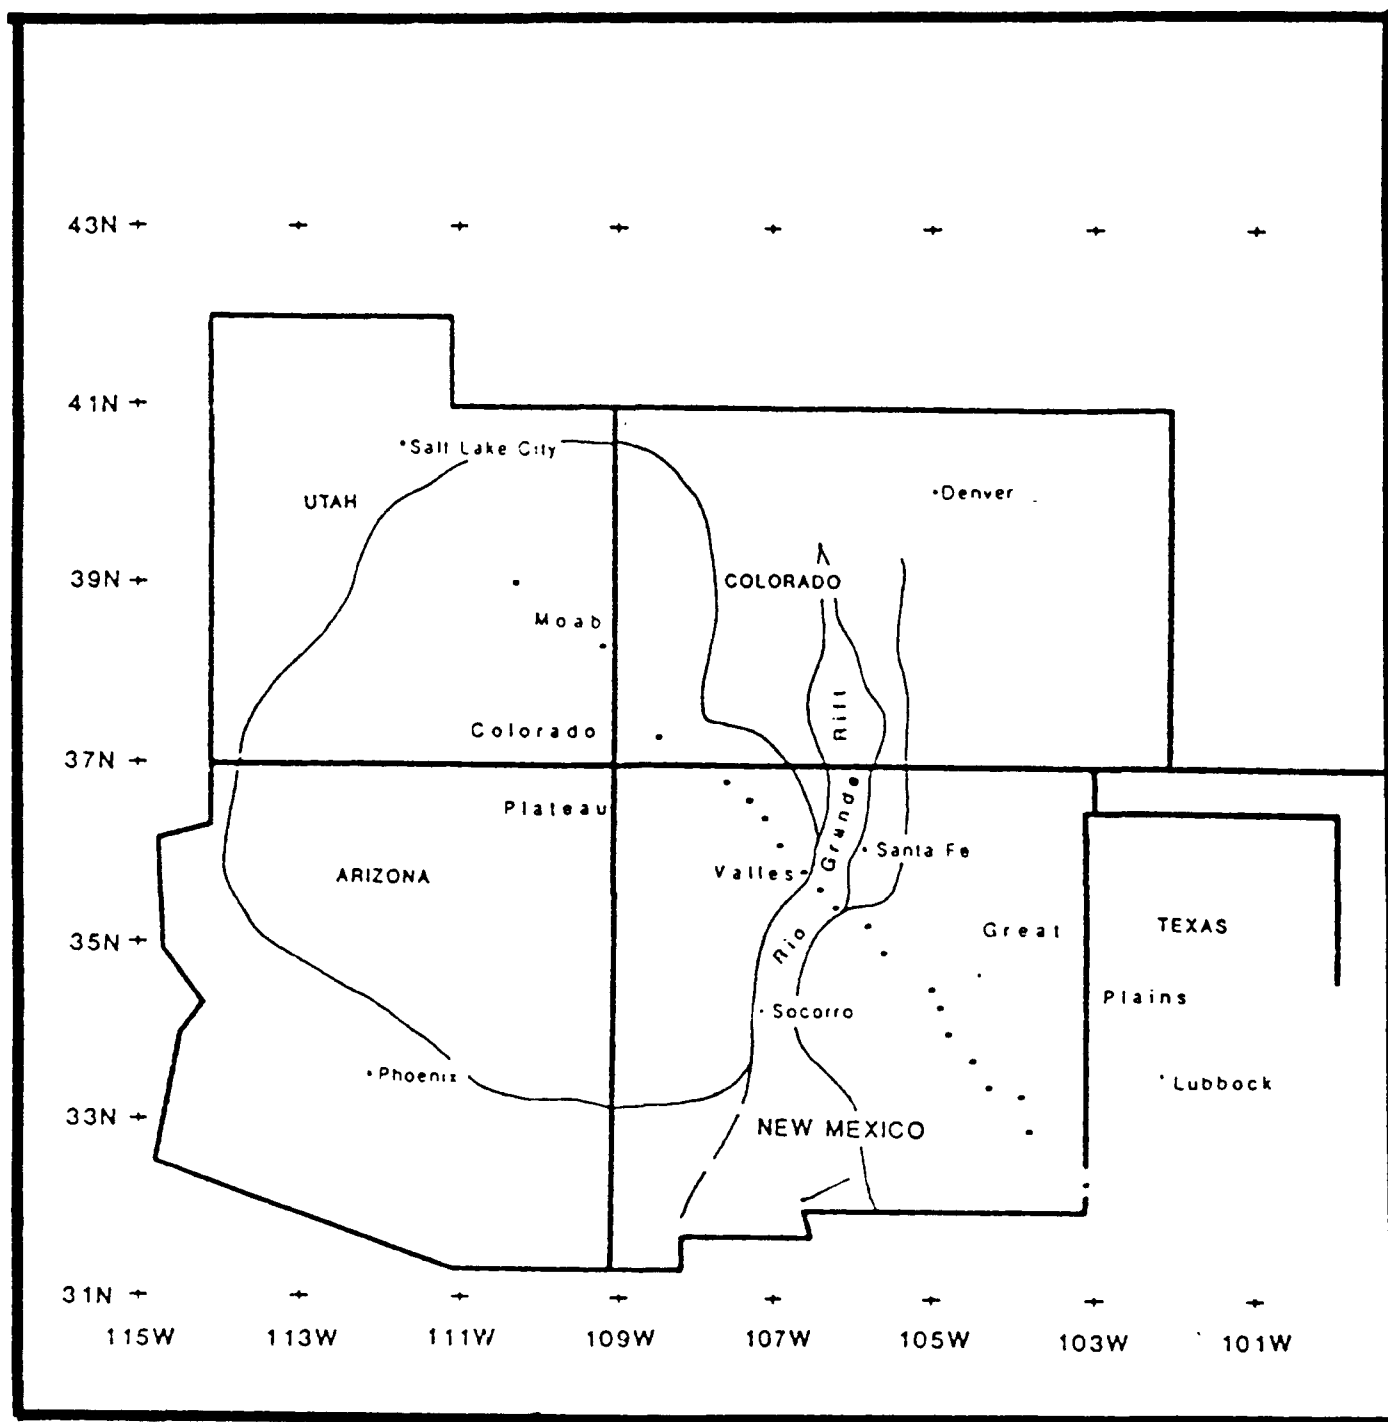 43N
41N
Salt Lake City
Denver
UTAH
39N
COLORADO
Moab
Colorado
Rift
37N
Plateau
Grande
Santa Fe
Valles
ARIZONA
35N
Rio
Great
TEXAS
Plains
Socorro
Phoenix
Lubbock
33N
NEW MEXICO
31N
115W 113W 111W 109W 107W 105W 103W 101W